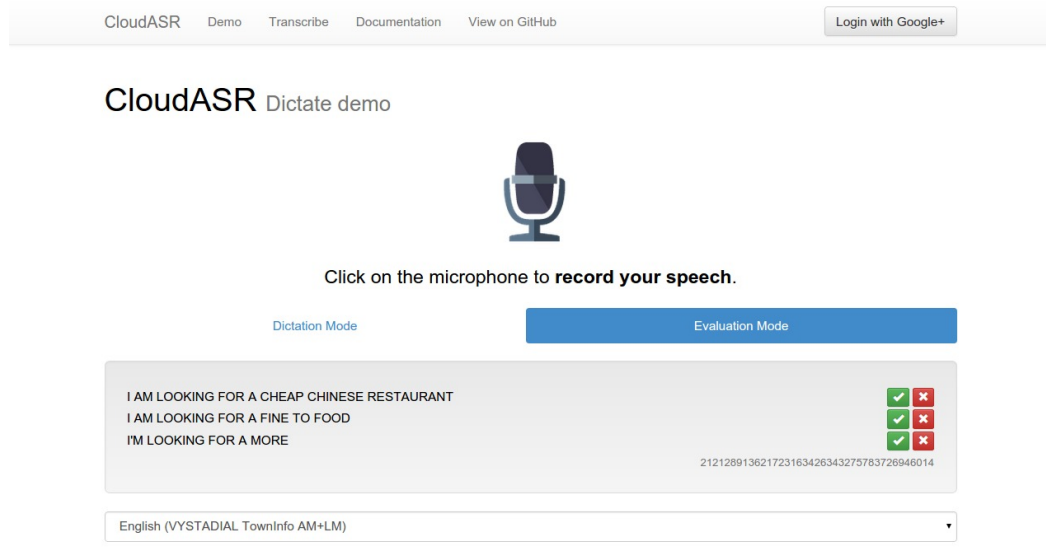 CloudASR Demo Transcribe Documentation View on GitHub Login with Google+
CloudASR Dictate demo
Click on the microphone to record your speech.
Dictation Mode Evaluation Mode
I AM LOOKING FOR A CHEAP CHINESE RESTAURANT
I AM LOOKING FOR A FINE TO FOOD
I'M LOOKING FOR A MORE
212128913621723163426343275783726946014
English (VYSTADIAL TownInfo AM+LM)